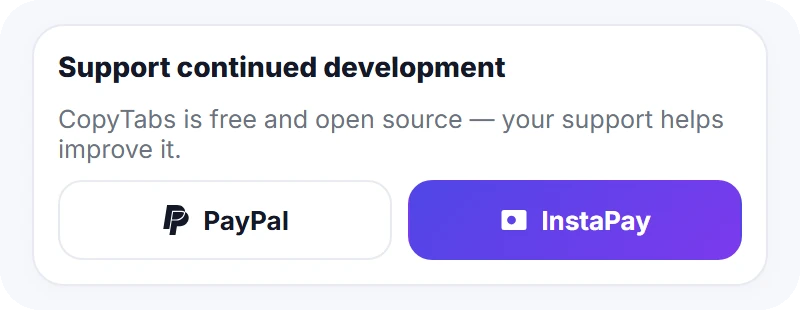 Support continued development
CopyTabs is free and open source — your support helps
improve it.
PayPal
InstaPay